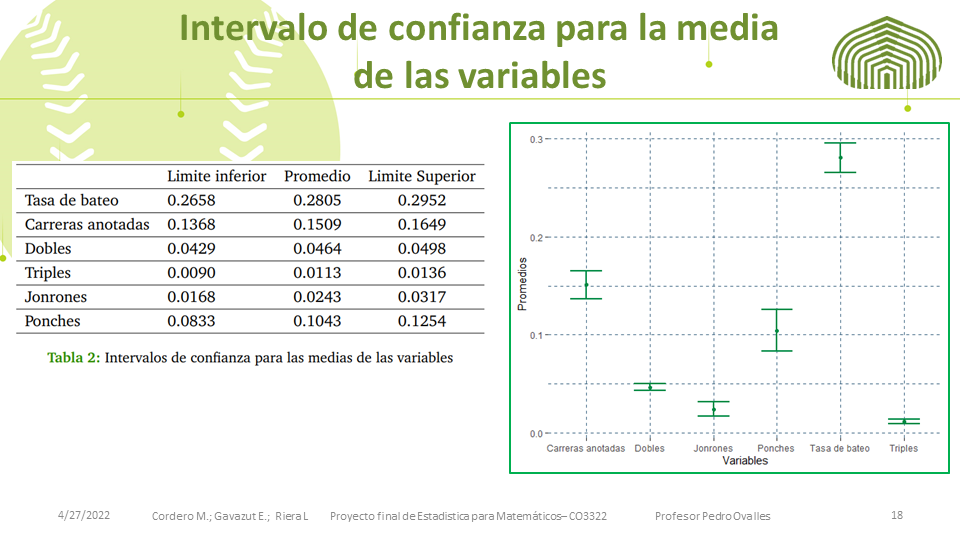 Intervalo de confianza para la media
de las variables
Limite inferior Promedio Limite Superior
Tasa de bateo 0.2658 0.2805 0.2952
Carreras anotadas 0.1368 0.1509 0.1649
Dobles 0.0429 0.0464 0.0498
Triples 0.0090 0.0113 0.0136
Jonrones 0.0168 0.0243 0.0317
Ponches 0.0833 0.1043 0.1254
Tabla 2: Intervalos de confianza para las medias de las variables
Promedios
0.3
0.2
0.1
0.0
Carreras anotadas Dobles Jonrones Ponches Tasa de bateo Triples
Variables
4/27/2022 Cordero M.; Gavazut E.; Riera L Proyecto final de Estadistica para Matemáticos– CO3322 Profesor Pedro Ovalles 18